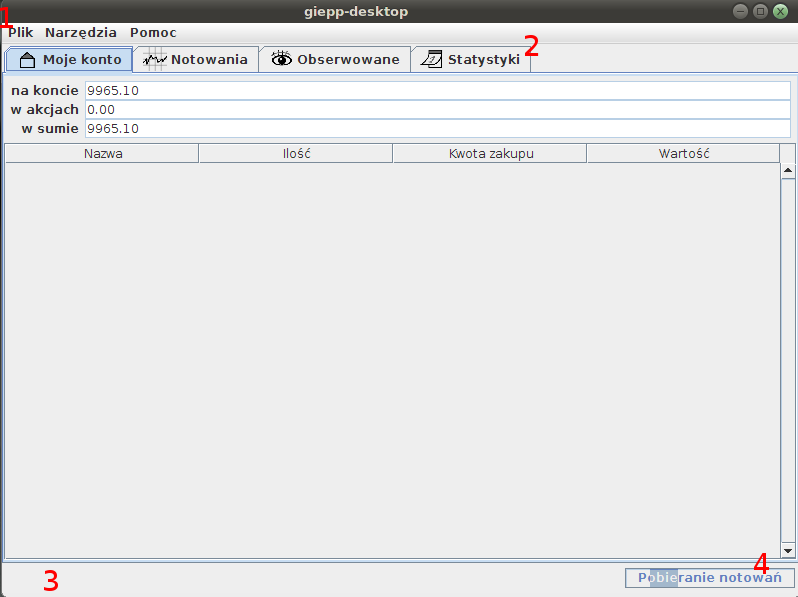 giepp-desktop
1
Plik Narzędzia Pomoc
Moje konto Notowania Obserwowane Statystyki 2
na koncie 9965.10
w akcjach 0.00
w sumie 9965.10
Nazwa Ilość Kwota zakupu Wartość
3 Pobieranie notowań 4